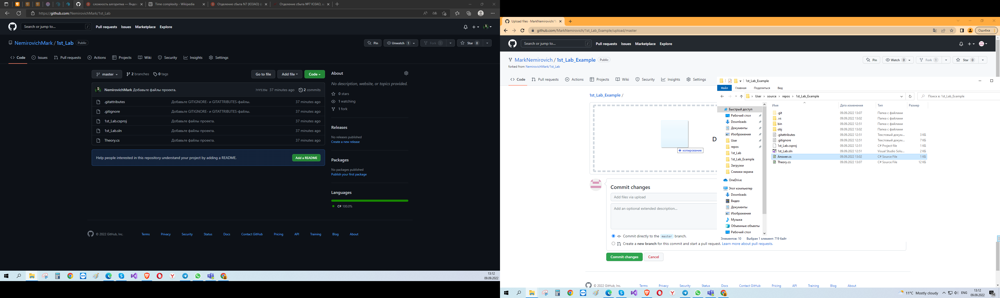 сложность алгоритма — Яндек
Time complexity - Wikipedia
Отделение сбыта N7 (ЮЗАО) ф
Отделение сбыта №7 ЮЗАО, а
https://github.com/NemirovichMark/1st_Lab
Search or jump to...
/
Pull requests
Issues
Marketplace
Explore
NemirovichMark / 1st_Lab
Public
Pin
Unwatch 1
Fork 1
Star 0
Code
Issues
Pull requests
Actions
Projects
Wiki
Security
Insights
Settings
master
2 branches
0 tags
Go to file
Add file
Code
NemirovichMark Добавьте файлы проекта.
7ff539e 37 minutes ago
2 commits
.gitattributes Добавьте GITIGNORE- и GITATTRIBUTES-файлы. 37 minutes ago
.gitignore Добавьте GITIGNORE- и GITATTRIBUTES-файлы. 37 minutes ago
1st_Lab.csproj Добавьте файлы проекта. 37 minutes ago
1st_Lab.sln Добавьте файлы проекта. 37 minutes ago
Theory.cs Добавьте файлы проекта. 37 minutes ago
Help people interested in this repository understand your project by adding a README.
Add a README
About
No description, website, or topics provided.
0 stars
1 watching
1 fork
Releases
No releases published
Create a new release
Packages
No packages published
Publish your first package
Languages
C# 100.0%
© 2022 GitHub, Inc.
Terms
Privacy
Security
Status
Docs
Contact GitHub
Pricing
API
Training
Blog
About
13:12
09.09.2022
Upload files · MarkNemirovich/1
github.com/MarkNemirovich/1st_Lab_Example/upload/master
Ошибка
Search or jump to...
/
Pull requests
Issues
Marketplace
Explore
MarkNemirovich / 1st_Lab_Example
Public
forked from NemirovichMark/1st_Lab
Pin
Watch 0
Fork 1
Star 0
Code
Pull requests
Actions
Projects
Wiki
Security
Insights
Settings
1st_Lab_Example /
D
копирование
Commit changes
Add files via upload
Add an optional extended description...
Commit directly to the master branch.
Create a new branch for this commit and start a pull request. Learn more about pull requests.
Commit changes
Cancel
© 2022 GitHub, Inc.
Terms
Privacy
Security
Status
Docs
Contact GitHub
Pricing
API
Training
Blog
About
1st_Lab_Example
Файл
Главная
Поделиться
Вид
User › source › repos › 1st_Lab_Example
Поиск в: 1st_Lab_Example
Быстрый доступ
Рабочий стол
Downloads
Документы
Изображения
User
repos
1st_Lab
1st_Lab_Example
Загрузки
Снимки экрана
OneDrive
Этот компьютер
Downloads
Видео
Документы
Изображения
Музыка
Объемные объекты
Рабочий стол
Имя Дата изменения Тип Размер
.git 09.09.2022 13:07 Папка с файлами
.vs 09.09.2022 13:02 Папка с файлами
bin 09.09.2022 12:51 Папка с файлами
obj 09.09.2022 13:02 Папка с файлами
.gitattributes 09.09.2022 12:51 Текстовый докум... 3 КБ
.gitignore 09.09.2022 12:51 Текстовый докум... 7 КБ
1st_Lab.csproj 09.09.2022 12:51 C# Project file 1 КБ
1st_Lab.sln 09.09.2022 12:51 Visual Studio Solu... 2 КБ
Answer.cs 09.09.2022 13:02 C# Source File 1 КБ
Theory.cs 09.09.2022 13:07 C# Source File 12 КБ
Элементов: 10
Выбран 1 элемент: 719 байт
11°C Mostly cloudy
ENG
13:12
09.09.2022
14